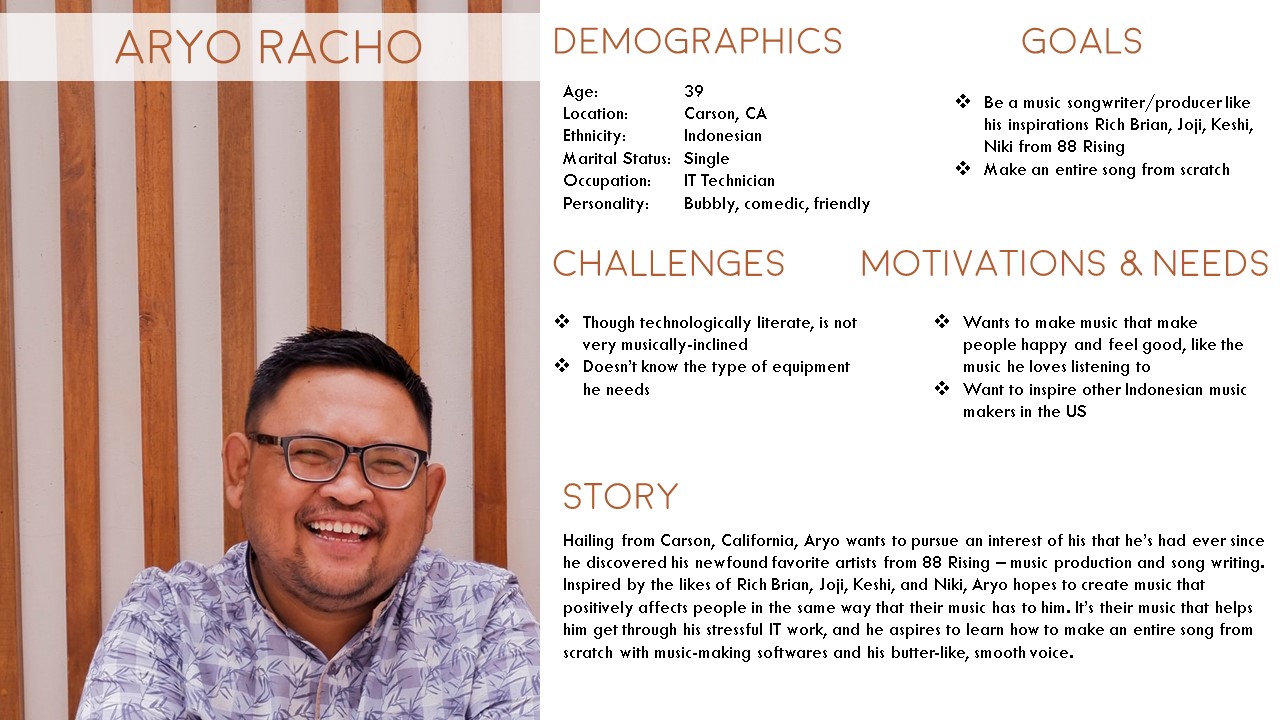 ARYO RACHO
DEMOGRAPHICS
Age: 39
Location: Carson, CA
Ethnicity: Indonesian
Marital Status: Single
Occupation: IT Technician
Personality: Bubbly, comedic, friendly
GOALS
❖ Be a music songwriter/producer like
his inspirations Rich Brian, Joji, Keshi,
Niki from 88 Rising
❖ Make an entire song from scratch
CHALLENGES
❖ Though technologically literate, is not
very musically-inclined
❖ Doesn’t know the type of equipment
he needs
MOTIVATIONS & NEEDS
❖ Wants to make music that make
people happy and feel good, like the
music he loves listening to
❖ Want to inspire other Indonesian music
makers in the US
STORY
Hailing from Carson, California, Aryo wants to pursue an interest of his that he’s had ever since
he discovered his newfound favorite artists from 88 Rising – music production and song writing.
Inspired by the likes of Rich Brian, Joji, Keshi, and Niki, Aryo hopes to create music that
positively affects people in the same way that their music has to him. It’s their music that helps
him get through his stressful IT work, and he aspires to learn how to make an entire song from
scratch with music-making softwares and his butter-like, smooth voice.